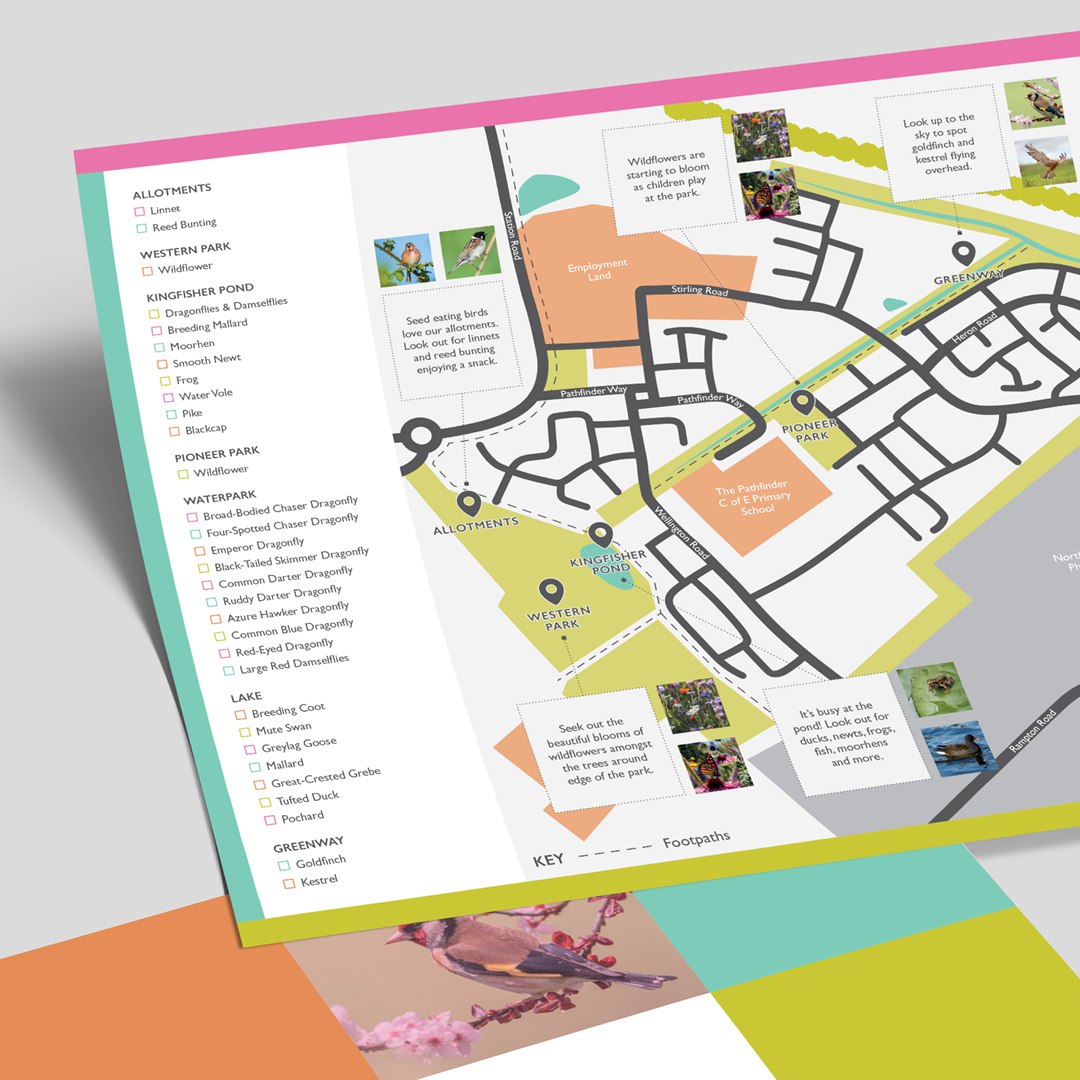 ALLOTMENTS
Linnet
Reed Bunting
WESTERN PARK
Wildflower
KINGFISHER POND
Dragonflies & Damselflies
Breeding Mallard
Moorhen
Smooth Newt
Frog
Water Vole
Pike
Blackcap
PIONEER PARK
Wildflower
WATERPARK
Broad-Bodied Chaser Dragonfly
Four-Spotted Chaser Dragonfly
Emperor Dragonfly
Black-Tailed Skimmer Dragonfly
Common Darter Dragonfly
Ruddy Darter Dragonfly
Azure Hawker Dragonfly
Common Blue Dragonfly
Red-Eyed Dragonfly
Large Red Damselflies
LAKE
Breeding Coot
Mute Swan
Greylag Goose
Mallard
Great-Crested Grebe
Tufted Duck
Pochard
GREENWAY
Goldfinch
Kestrel
Seed eating birds
love our allotments.
Look out for linnets
and reed bunting
enjoying a snack.
Wildflowers are
starting to bloom
as children play
at the park.
Look up to the
sky to spot
goldfinch and
kestrel flying
overhead.
Station Road
Employment
Land
Stirling Road
GREENWAY
Heron Road
Pathfinder Way
Pathfinder Way
PIONEER
PARK
The Pathfinder
C of E Primary
School
ALLOTMENTS
Wellington Road
KINGFISHER
POND
WESTERN
PARK
Seek out the
beautiful blooms of
wildflowers amongst
the trees around
edge of the park.
It's busy at the
pond! Look out for
ducks, newts, frogs,
fish, moorhens
and more.
Rampton Road
KEY
Footpaths